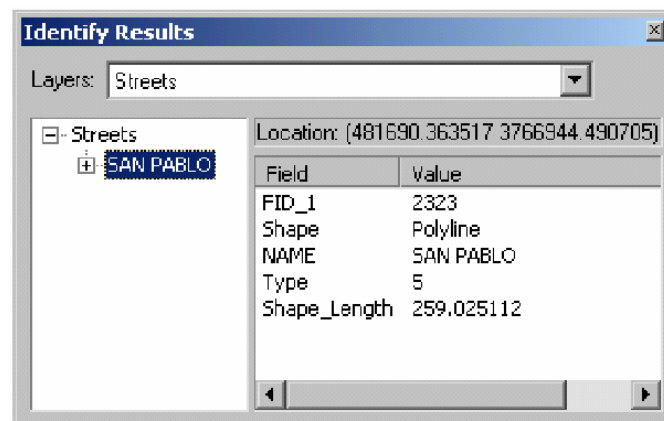 Identify Results
Layers: Streets
Streets
SAN PABLO
Location: (481690.363517 3766944.490705)
Field Value
FID_1 2323
Shape Polyline
NAME SAN PABLO
Type 5
Shape_Length 259.025112